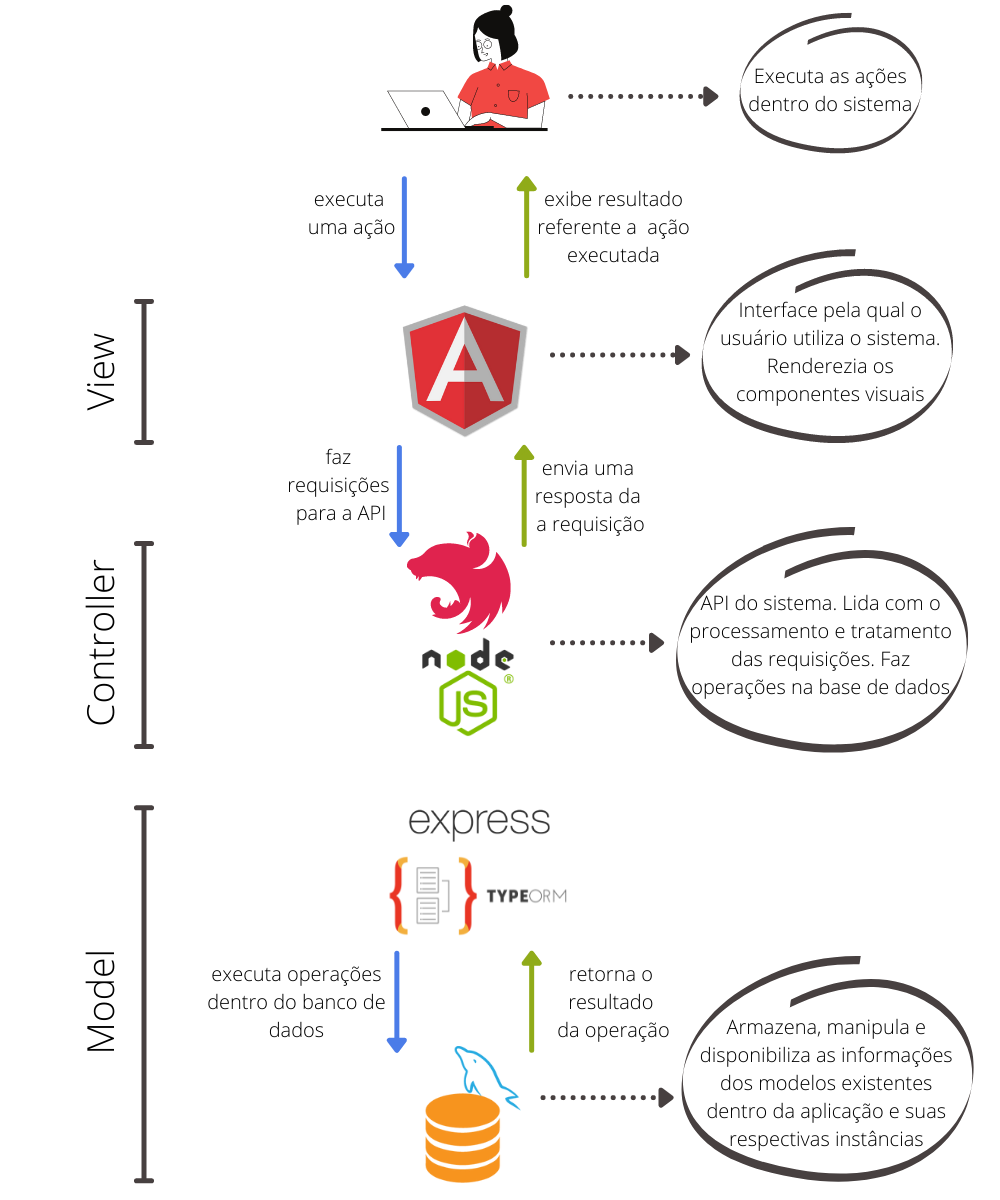 Executa as ações
dentro do sistema
executa
uma ação
exibe resultado
referente a  ação
executada
View
A
Interface pela qual o
usuário utiliza o sistema.
Renderezia os
componentes visuais
faz
requisições
para a API
envia uma
resposta da
a requisição
Controller
node
JS
®
API do sistema. Lida com o
processamento e tratamento
das requisições. Faz
operações na base de dados
Model
express
TYPEORM
executa operações
dentro do banco de
dados
retorna o
resultado
da operação
Armazena, manipula e
disponibiliza as informações
dos modelos existentes
dentro da aplicação e suas
respectivas instâncias